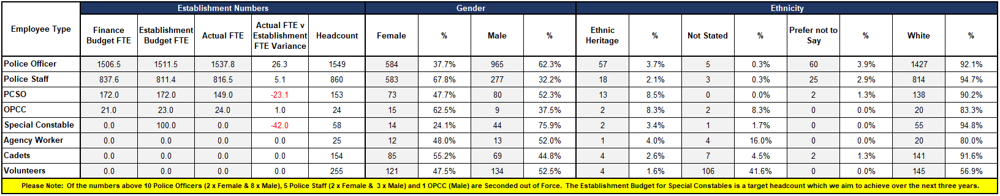 Establishment Numbers Gender Ethnicity
Employee Type Finance Budget FTE Establishment Budget FTE Actual FTE Actual FTE v Establishment FTE Variance Headcount Female % Male % Ethnic Heritage % Not Stated % Prefer not to Say % White %
Police Officer 1506.5 1511.5 1537.8 26.3 1549 584 37.7% 965 62.3% 57 3.7% 5 0.3% 60 3.9% 1427 92.1%
Police Staff 837.6 811.4 816.5 5.1 860 583 67.8% 277 32.2% 18 2.1% 3 0.3% 25 2.9% 814 94.7%
PCSO 172.0 172.0 149.0 -23.1 153 73 47.7% 80 52.3% 13 8.5% 0 0.0% 2 1.3% 138 90.2%
OPCC 21.0 23.0 24.0 1.0 24 15 62.5% 9 37.5% 2 8.3% 2 8.3% 0 0.0% 20 83.3%
Special Constable 0.0 100.0 0.0 -42.0 58 14 24.1% 44 75.9% 2 3.4% 1 1.7% 0 0.0% 55 94.8%
Agency Worker 0.0 0.0 0.0 0.0 25 12 48.0% 13 52.0% 1 4.0% 4 16.0% 0 0.0% 20 80.0%
Cadets 0.0 0.0 0.0 0.0 154 85 55.2% 69 44.8% 4 2.6% 7 4.5% 2 1.3% 141 91.6%
Volunteers 0.0 0.0 0.0 0.0 255 121 47.5% 134 52.5% 4 1.6% 106 41.6% 0 0.0% 145 56.9%
Please Note: Of the numbers above 10 Police Officers (2 x Female & 8 x Male), 5 Police Staff (2 x Female & 3 x Male) and 1 OPCC (Male) are Seconded out of Force. The Establishment Budget for Special Constables is a target headcount which we aim to achieve over the next three years.